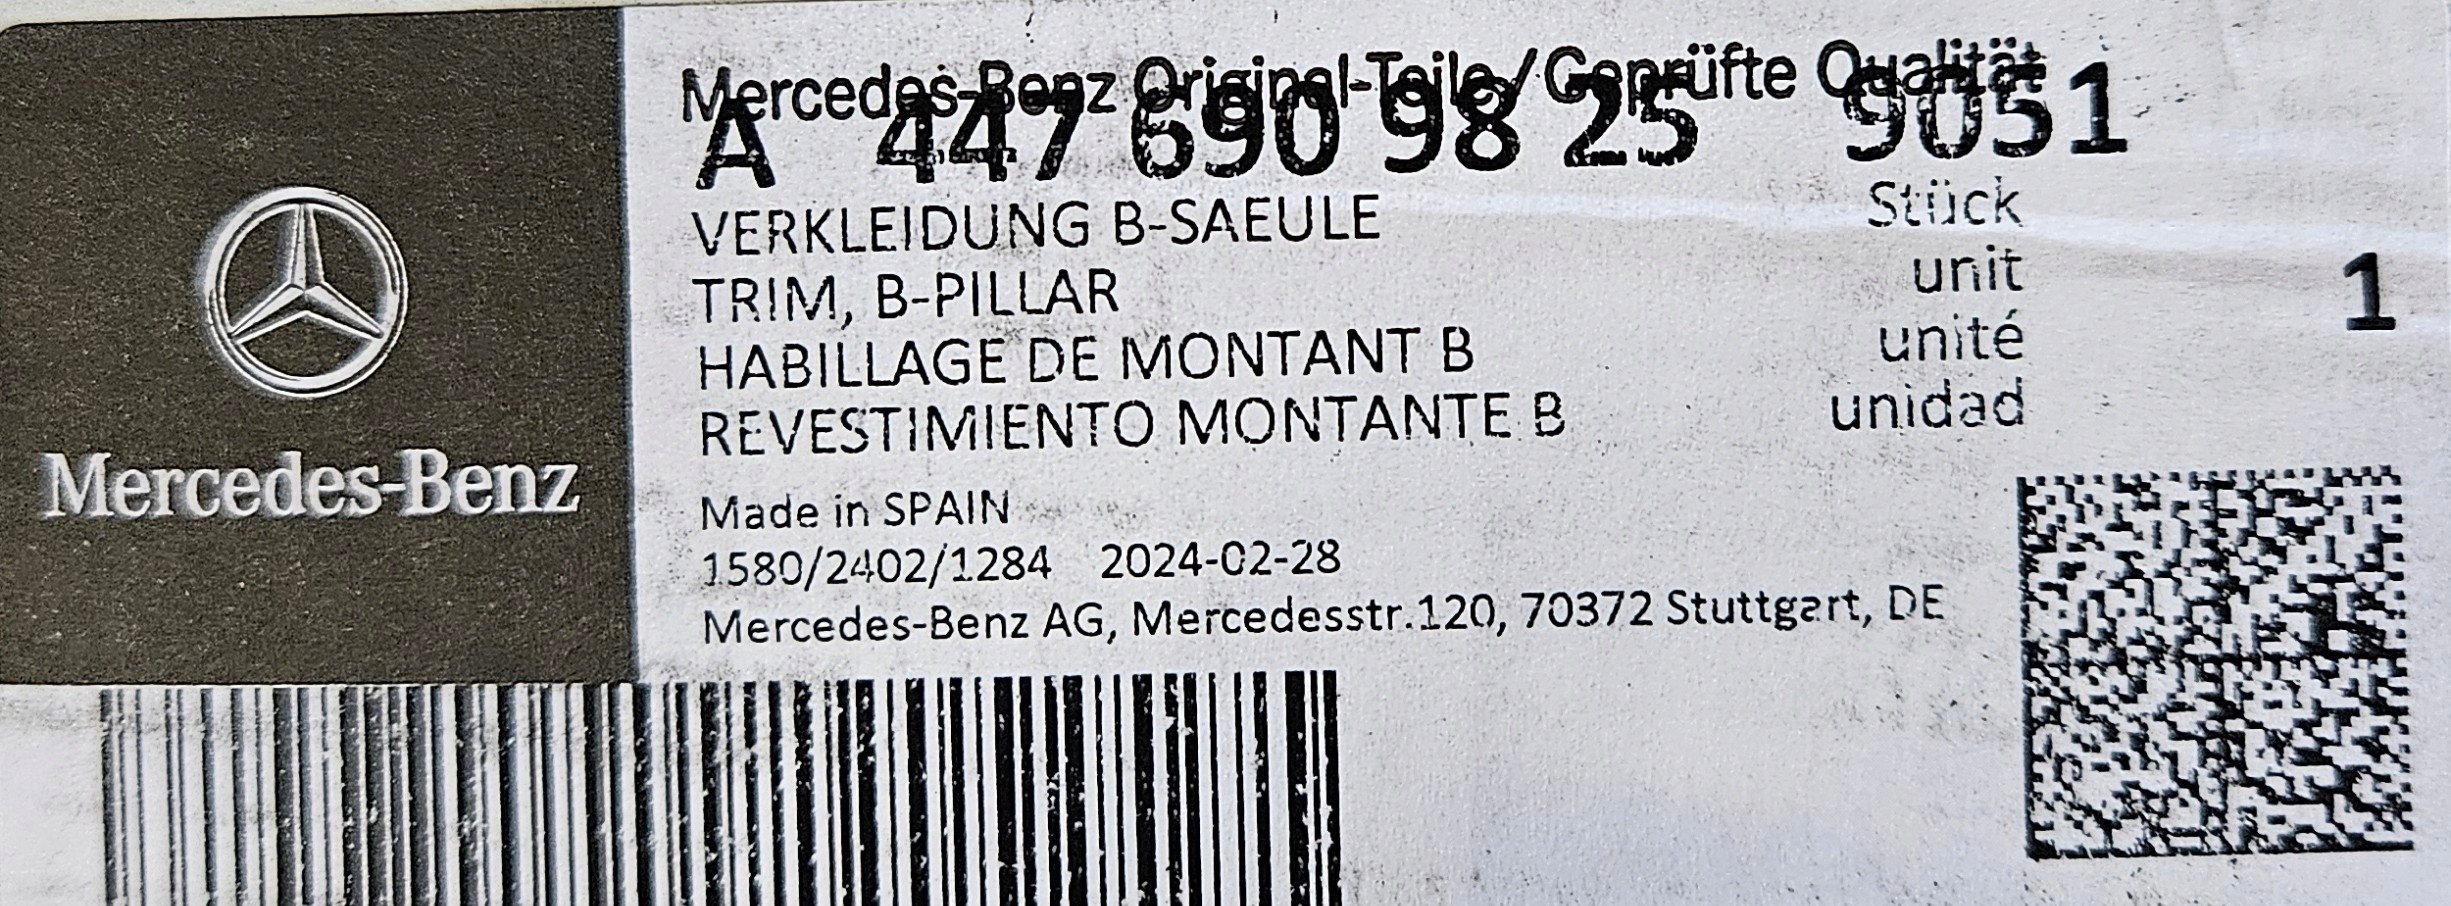 Mercedes-Benz Original-Teile/Geprüfte Qualität
A 447 690 98 25 9051
VERKLEIDUNG B-SAEULE
TRIM, B-PILLAR
HABILLAGE DE MONTANT B
REVESTIMIENTO MONTANTE B
Stück
unit
unité
unidad
1
Made in SPAIN
1580/2402/1284 2024-02-28
Mercedes-Benz AG, Mercedesstr.120, 70372 Stuttgart, DE
Mercedes-Benz